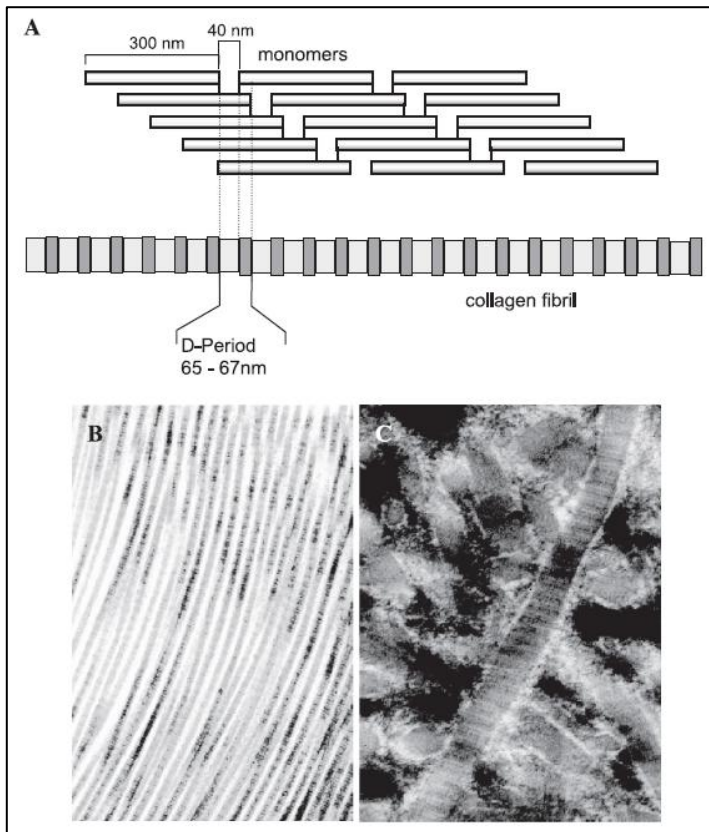 A
40 nm
300 nm
monomers
collagen fibril
D-Period
65 - 67nm
B
C